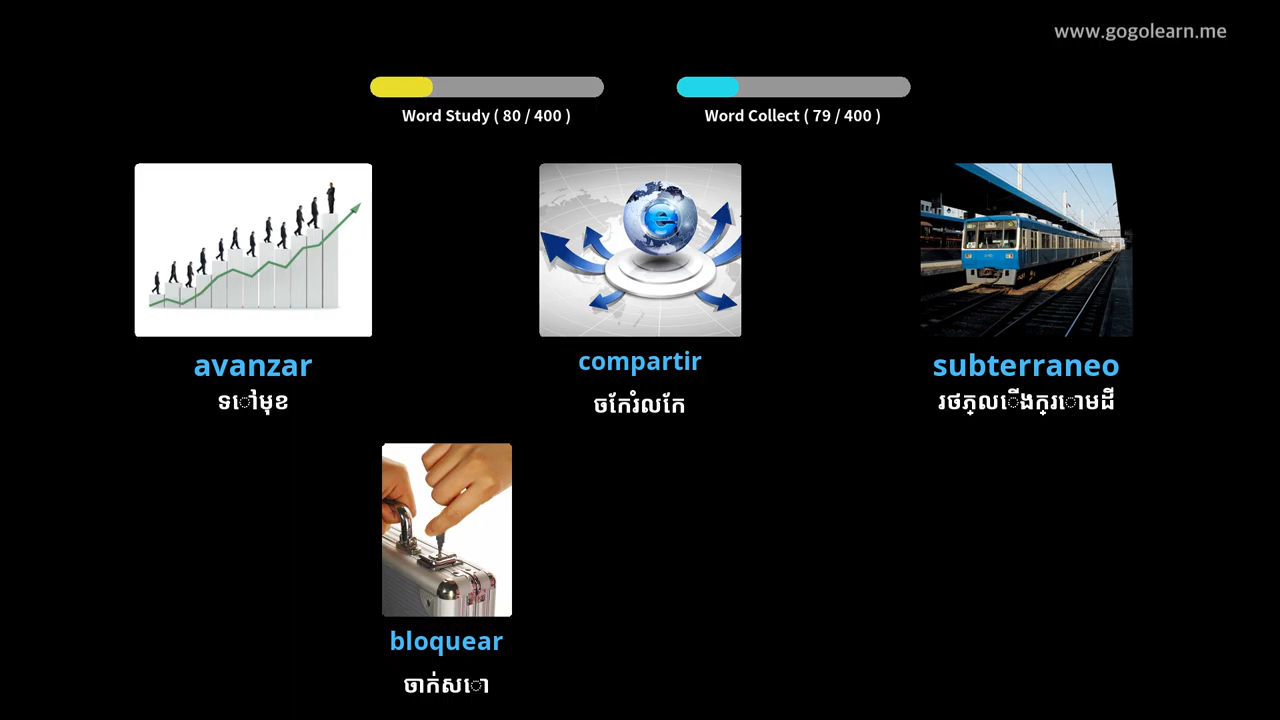 www.gogolearn.me
Word Study ( 80 / 400 )
Word Collect ( 79 / 400 )
avanzar
ទៅមុខ
compartir
ចែករំលែក
subterraneo
រថភ្លើងក្រោមដី
bloquear
ចាក់សោ